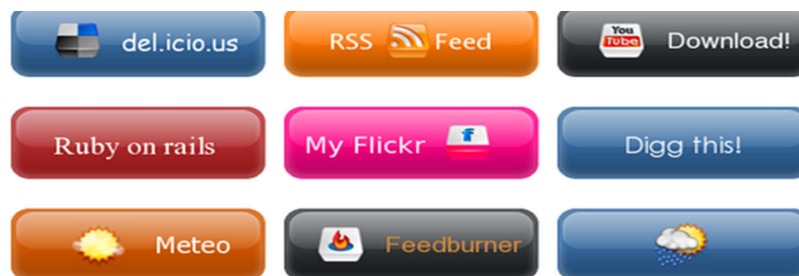 del.icio.us
RSS Feed
You Tube Download!
Ruby on rails
My Flickr f
Digg this!
Meteo
Feedburner